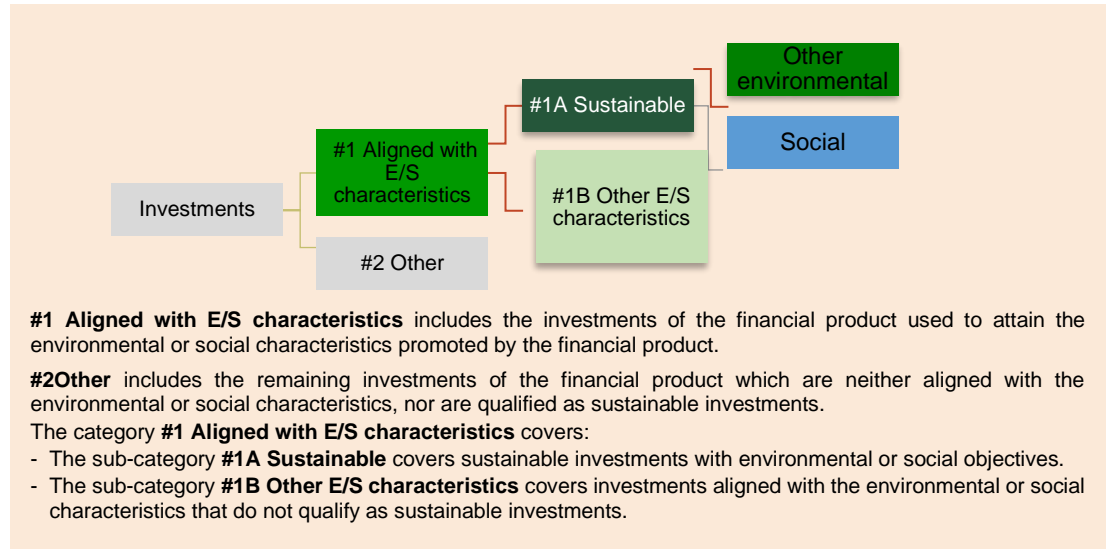 Other
environmental
#1A Sustainable
Social
#1 Aligned with
E/S
characteristics
#1B Other E/S
characteristics
Investments
#2 Other
#1 Aligned with E/S characteristics includes the investments of the financial product used to attain the
environmental or social characteristics promoted by the financial product.
#2Other includes the remaining investments of the financial product which are neither aligned with the
environmental or social characteristics, nor are qualified as sustainable investments.
The category #1 Aligned with E/S characteristics covers:
- The sub-category #1A Sustainable covers sustainable investments with environmental or social objectives.
- The sub-category #1B Other E/S characteristics covers investments aligned with the environmental or social
characteristics that do not qualify as sustainable investments.